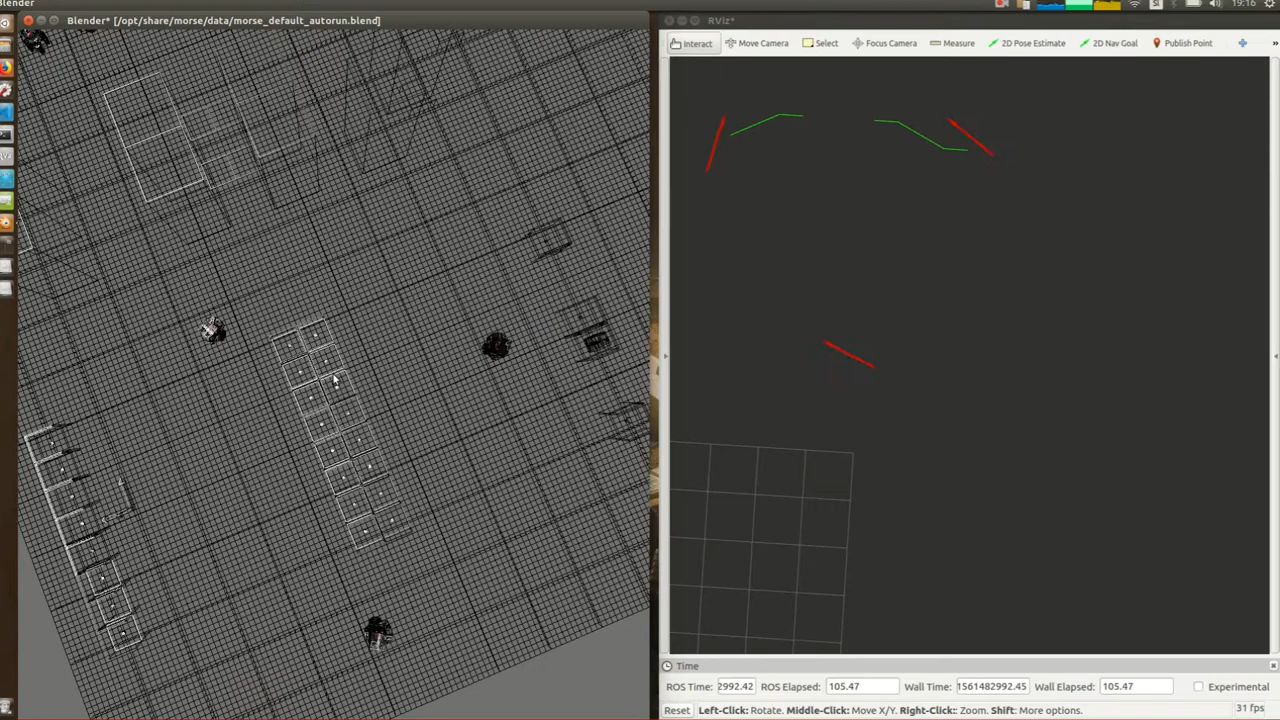 Blender
19:16
Blender* [/opt/share/morse/data/morse_default_autorun.blend]
RViz*
Interact Move Camera Select Focus Camera Measure 2D Pose Estimate 2D Nav Goal Publish Point »
Time
ROS Time: 2992.42 ROS Elapsed: 105.47 Wall Time: 1561482992.45 Wall Elapsed: 105.47 Experimental
Reset Left-Click: Rotate. Middle-Click: Move X/Y. Right-Click:: Zoom. Shift: More options. 31 fps